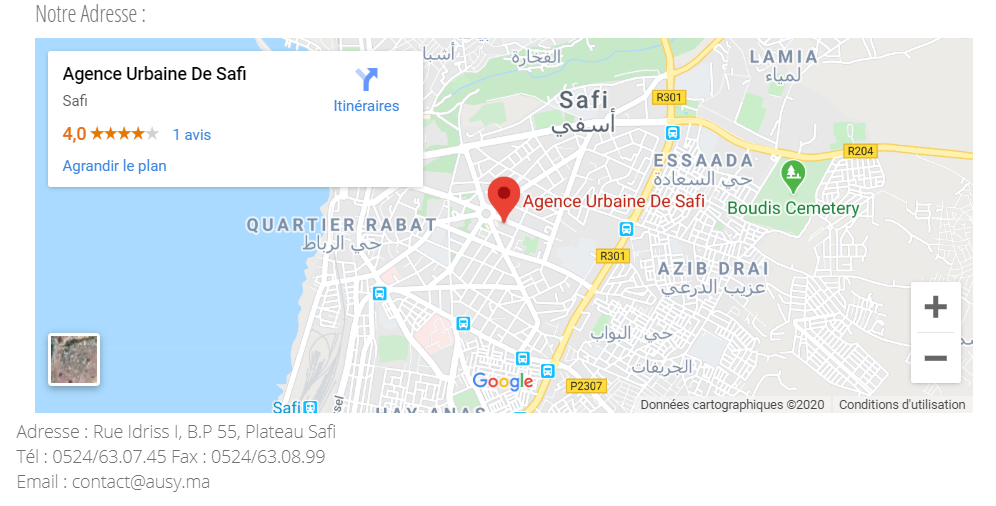 Notre Adresse :
Agence Urbaine De Safi
Safi
Itinéraires
4,0
1 avis
Agrandir le plan
الفخارة
LAMIA
لمياء
Safi
أسفي
R301
R204
ESSAADA
حي السعادة
Boudis Cemetery
Agence Urbaine De Safi
QUARTIER RABAT
حي الرباط
R301
AZIB DRAI
عزيب الدرعي
حي البواب
الجريفات
Google
P2307
Safi
HAY ANAS
Données cartographiques ©2020
Conditions d'utilisation
Adresse : Rue Idriss I, B.P 55, Plateau Safi
Tél : 0524/63.07.45 Fax : 0524/63.08.99
Email : contact@ausy.ma